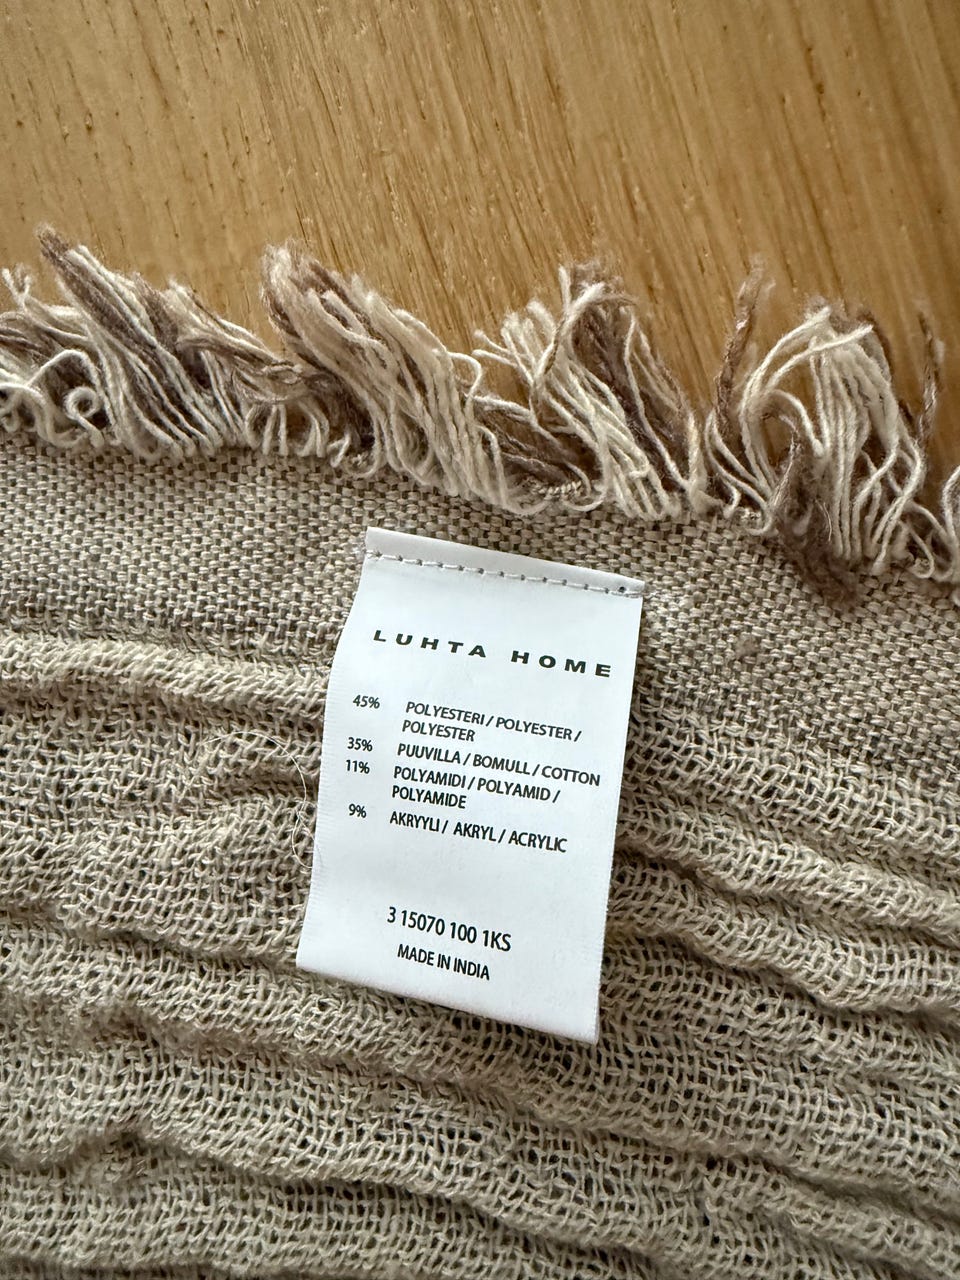 LUHTA HOME
45% POLYESTERI / POLYESTER /
POLYESTER
35% PUUVILLA / BOMULL / COTTON
11% POLYAMIDI / POLYAMID /
POLYAMIDE
9% AKRYYLI / AKRYL / ACRYLIC
3 15070 100 1KS
MADE IN INDIA